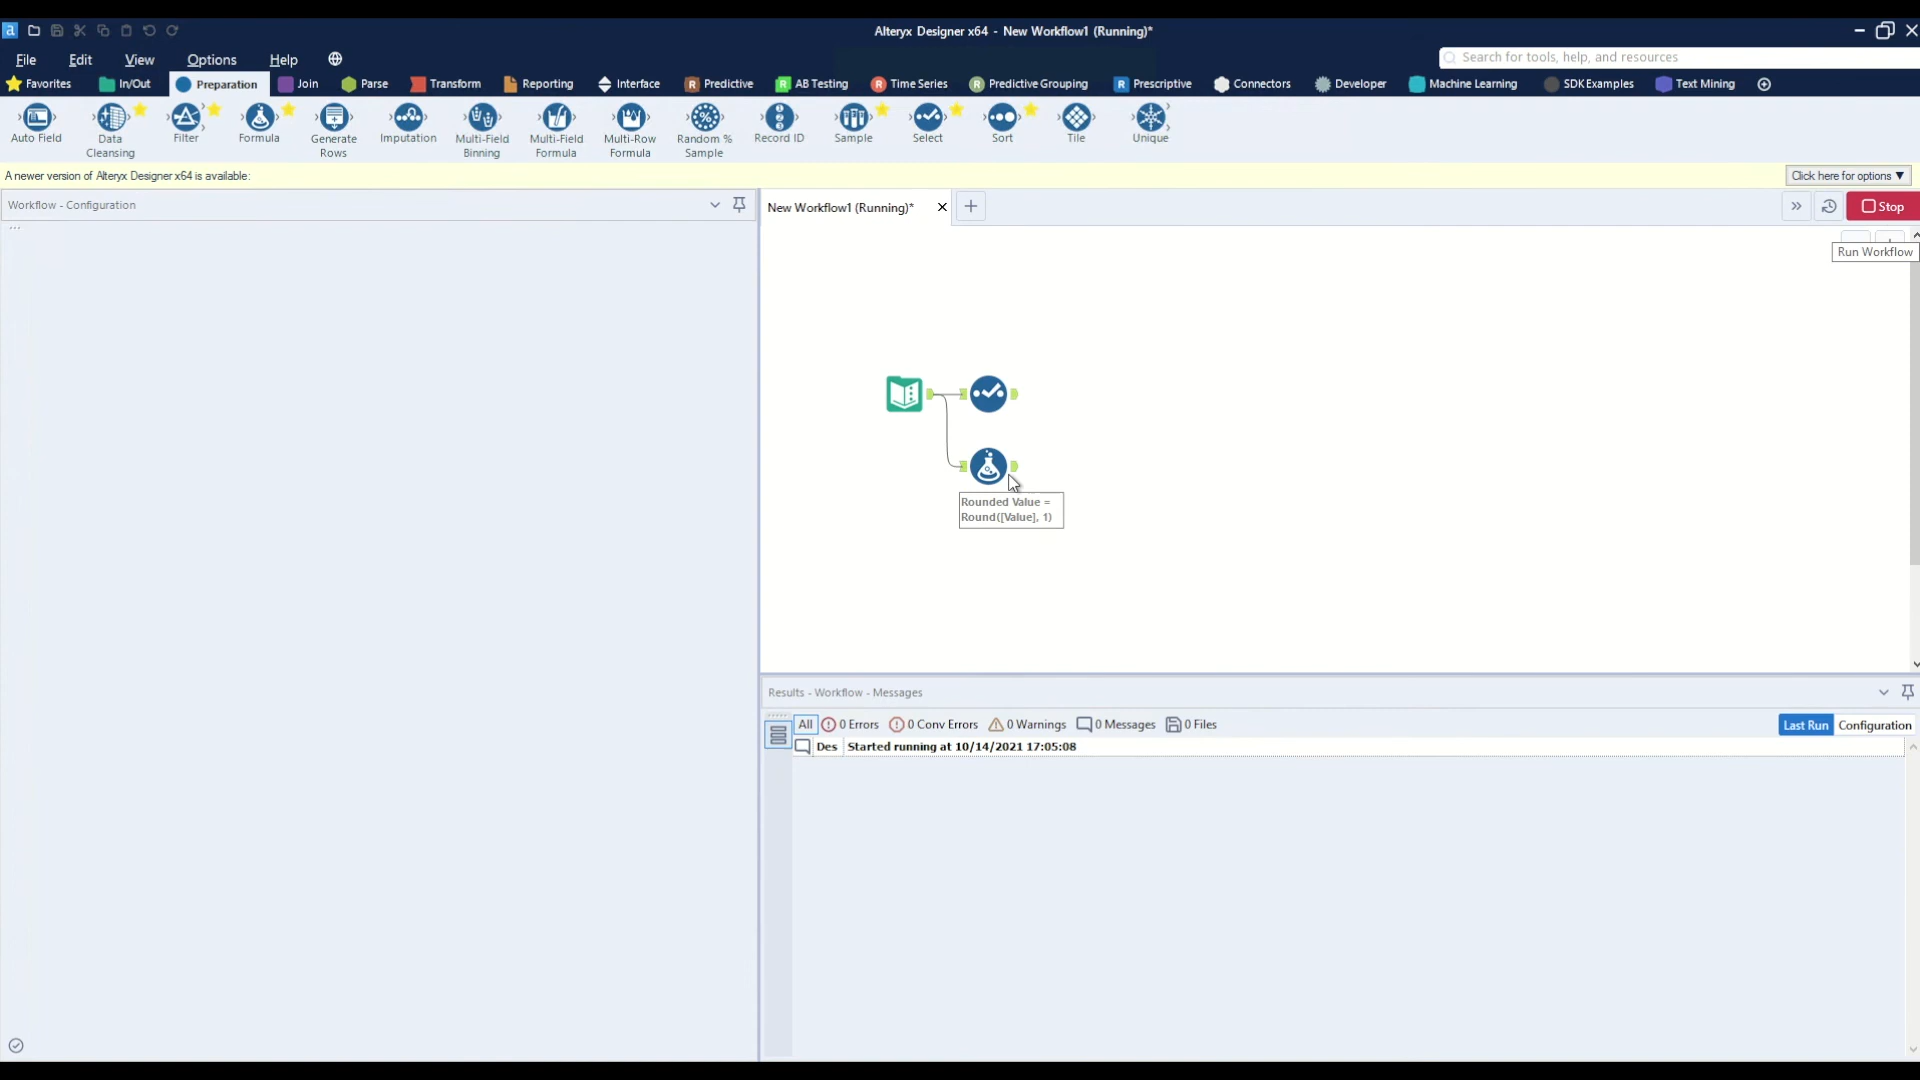 a
Alteryx Designer x64 - New Workflow1 (Running)*
File Edit View Options Help
Search for tools, help, and resources
Favorites In/Out Preparation Join Parse Transform Reporting Interface R Predictive R AB Testing R Time Series R Predictive Grouping R Prescriptive Connectors Developer Machine Learning SDK Examples Text Mining
Auto Field Data Cleansing Filter Formula Generate Rows Imputation Multi-Field Binning Multi-Field Formula Multi-Row Formula Random % Sample Record ID Sample Select Sort Tile Unique
A newer version of Alteryx Designer x64 is available:
Click here for options ▼
Workflow - Configuration
New Workflow1 (Running)*
Stop
Run Workflow
Rounded Value =
Round([Value], 1)
Results - Workflow - Messages
All 0 Errors 0 Conv Errors 0 Warnings 0 Messages 0 Files Last Run Configuration
Des Started running at 10/14/2021 17:05:08